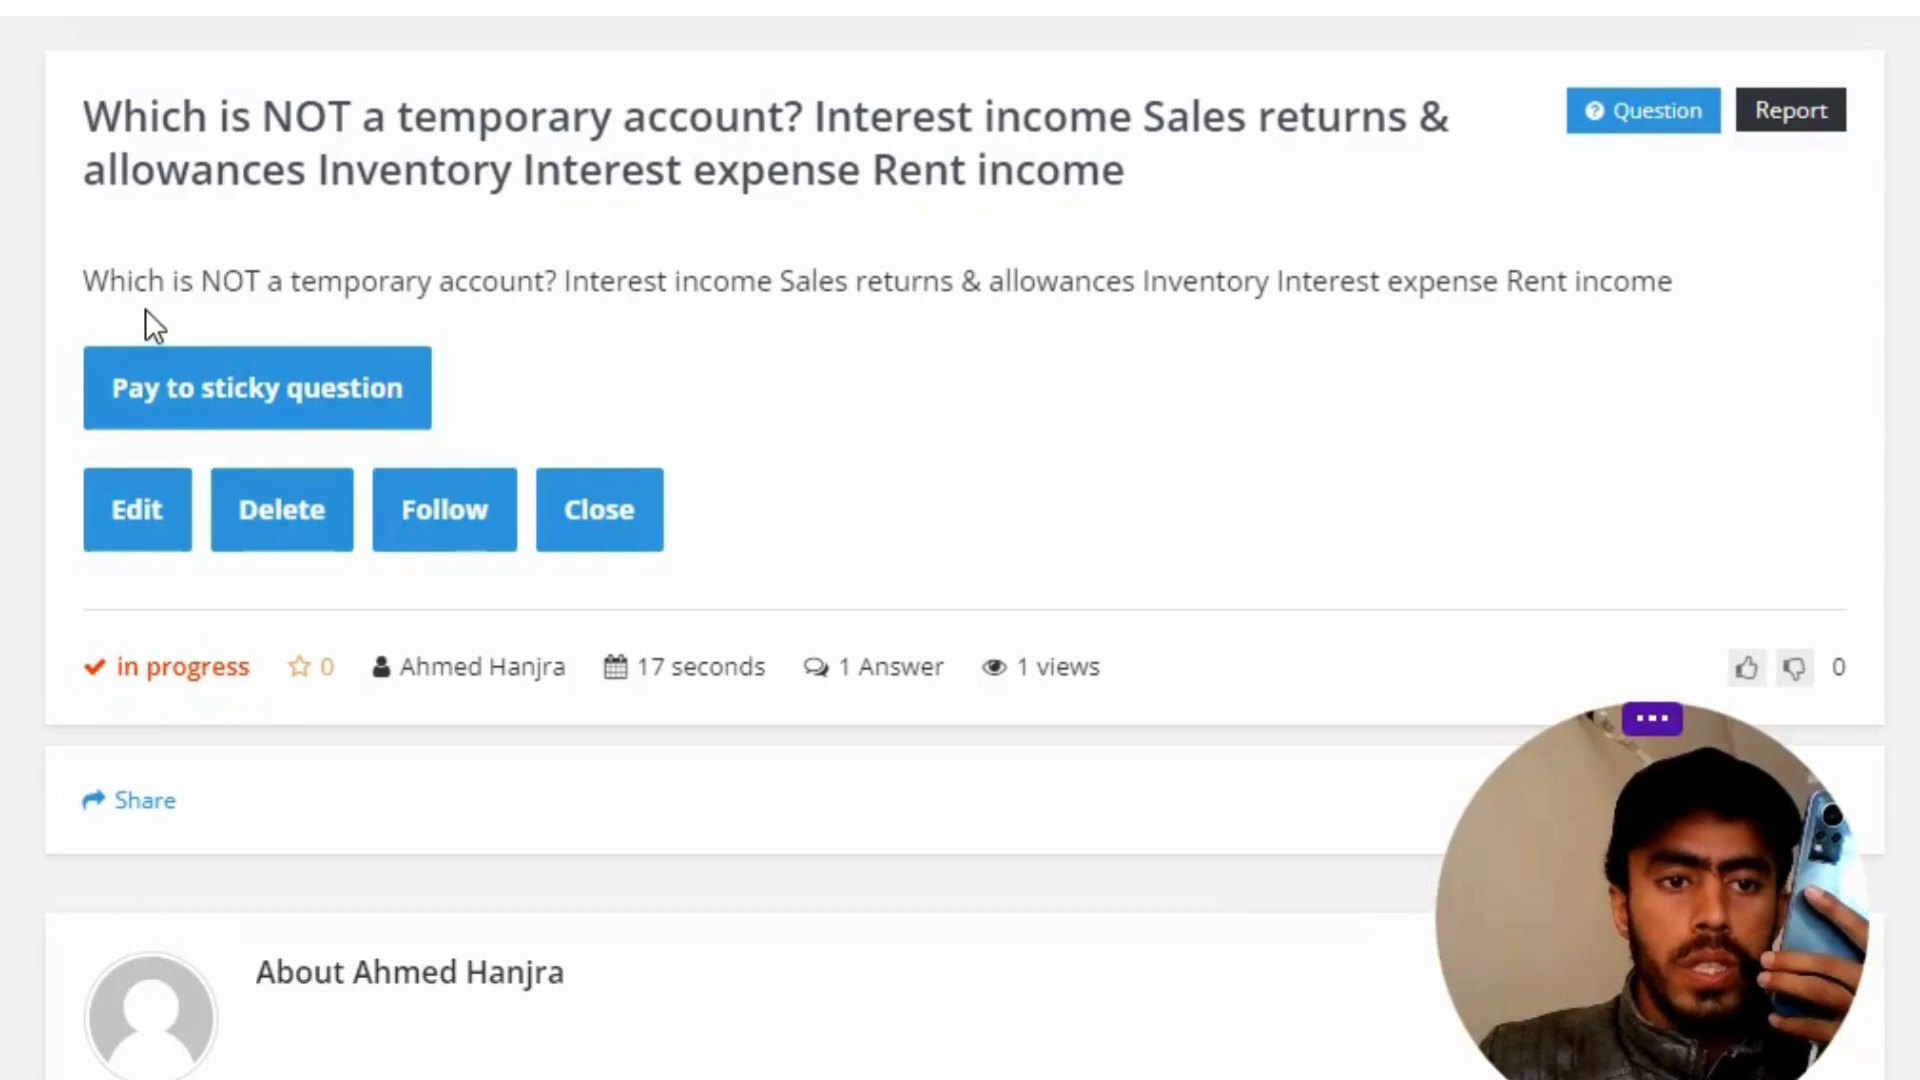 Which is NOT a temporary account? Interest income Sales returns &
allowances Inventory Interest expense Rent income
Question
Report
Which is NOT a temporary account? Interest income Sales returns & allowances Inventory Interest expense Rent income
Pay to sticky question
Edit
Delete
Follow
Close
in progress
0
Ahmed Hanjra
17 seconds
1 Answer
1 views
0
Share
About Ahmed Hanjra